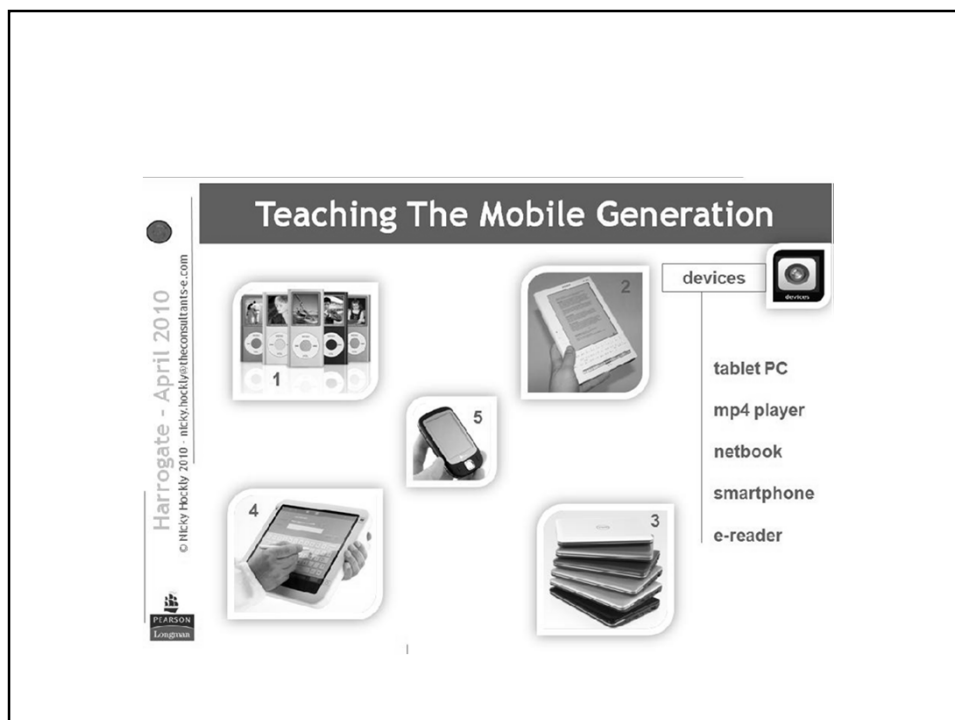 Teaching The Mobile Generation
Harrogate - April 2010
© Nicky Hockly 2010 - nicky.hockly@theconsultants-e.com
1
2
devices
devices
tablet PC
mp4 player
netbook
smartphone
e-reader
5
4
3
PEARSON
Longman